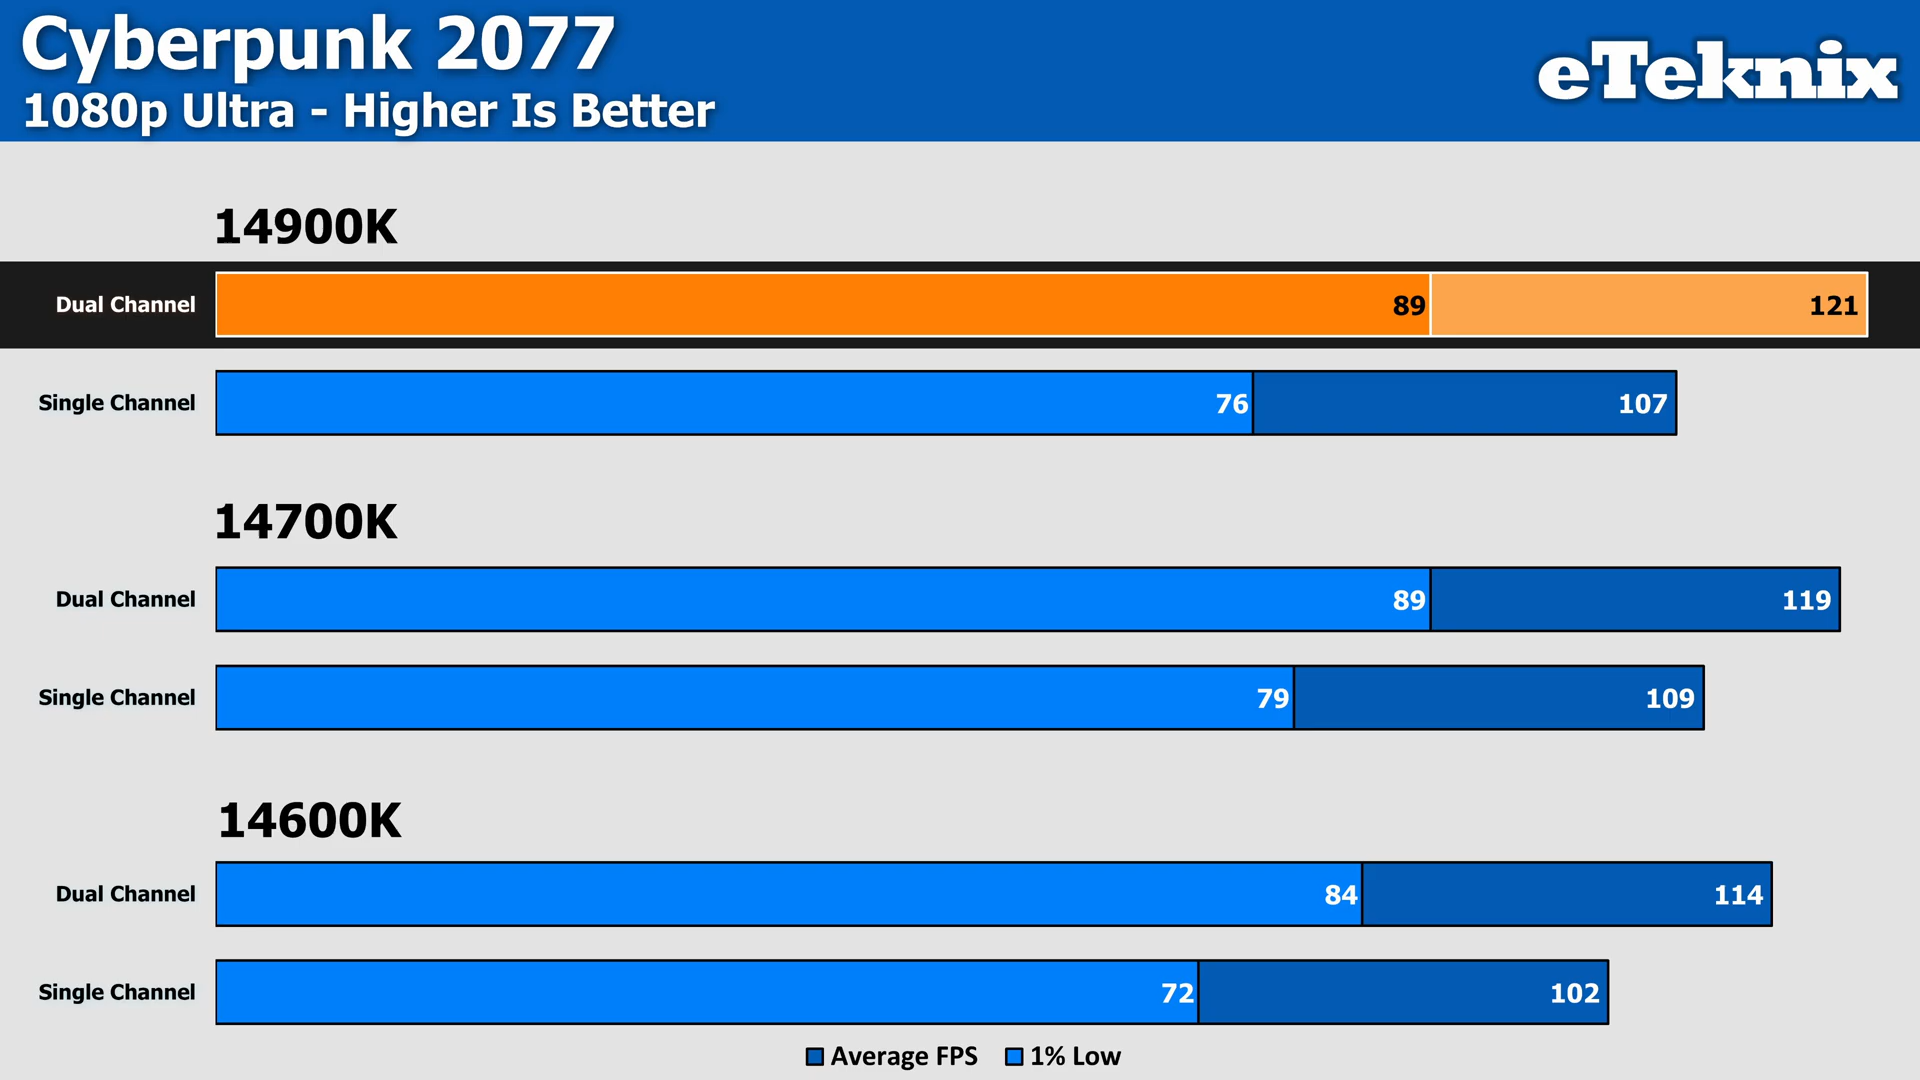 Cyberpunk 2077
1080p Ultra - Higher Is Better
eTeknix
14900K
Dual Channel 89 121
Single Channel 76 107
14700K
Dual Channel 89 119
Single Channel 79 109
14600K
Dual Channel 84 114
Single Channel 72 102
Average FPS 1% Low